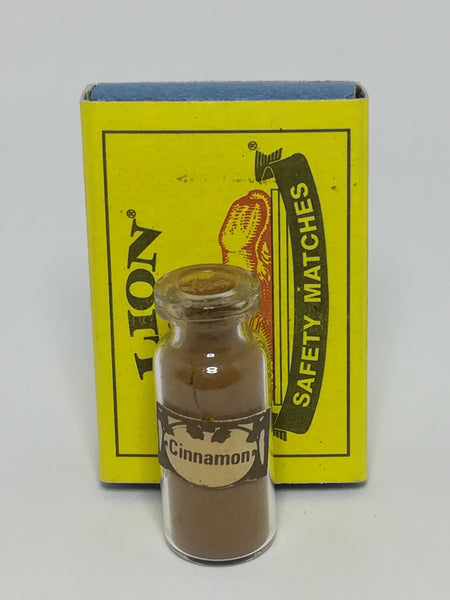 LION®
®
SAFETY MATCHES
Cinnamon